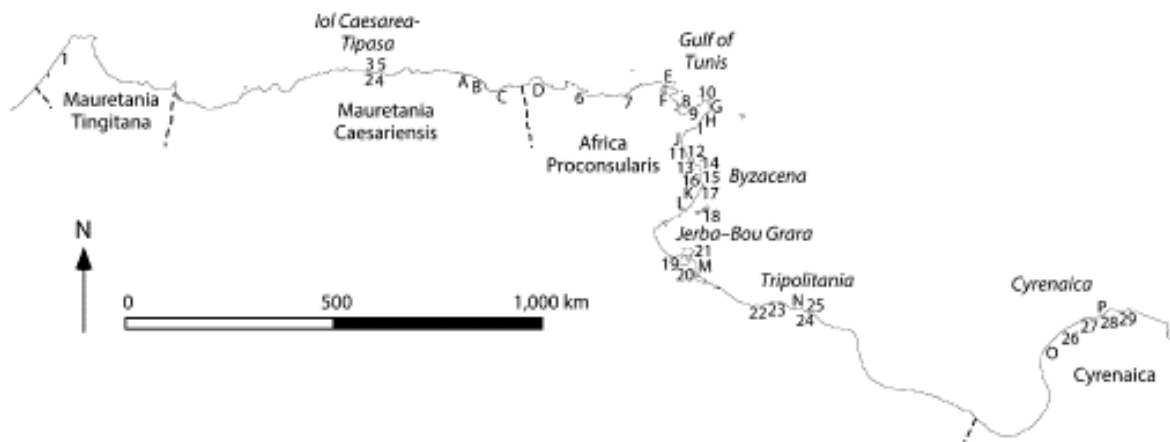 Iol Caesarea-
Tipasa
Gulf of
Tunis
1
3 5
2 4
Mauretania
Tingitana
Mauretania
Caesariensis
A
B
C
D
6
7
E
F
8
9
10
G
H
I
Africa
Proconsularis
J
11
12
13
14
15
16
K
17
L
18
Byzacena
N
Jerba–Bou Grara
19
21
20
M
0
500
1,000 km
Tripolitania
22
23
N
25
24
Cyrenaica
P
O
26
27
28
29
Cyrenaica